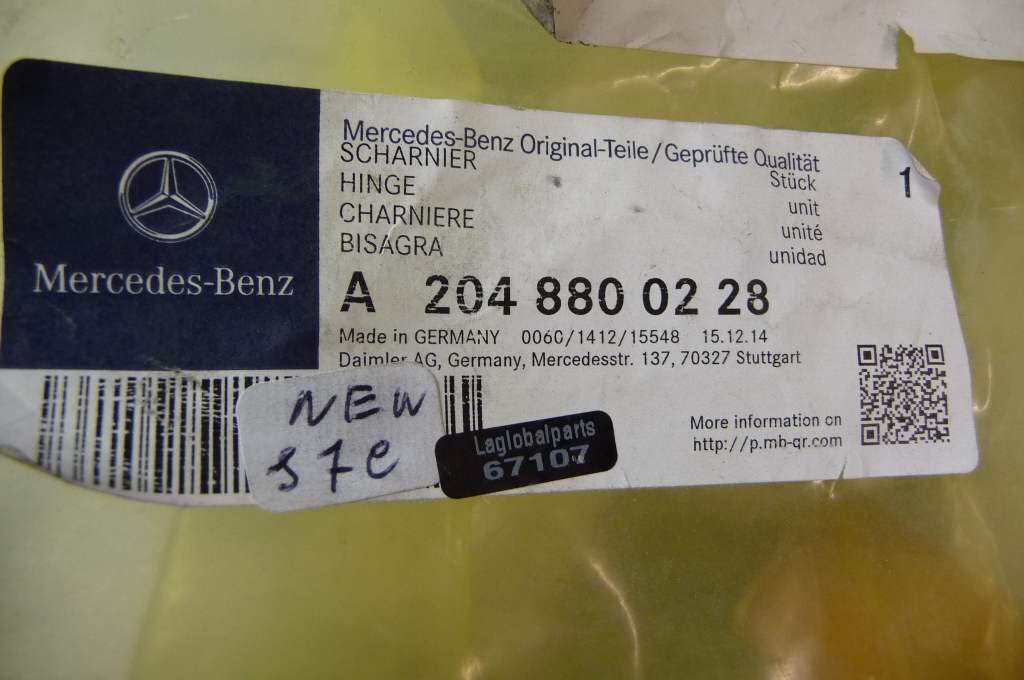 Mercedes-Benz
Mercedes-Benz Original-Teile/Geprüfte Qualität
SCHARNIER Stück 1
HINGE unit
CHARNIERE unité
BISAGRA unidad
A 204 880 02 28
Made in GERMANY 0060/1412/15548 15.12.14
Daimler AG, Germany, Mercedesstr. 137, 70327 Stuttgart
More information on
http://p.mb-qr.com
NEW
Laglobalparts
67107